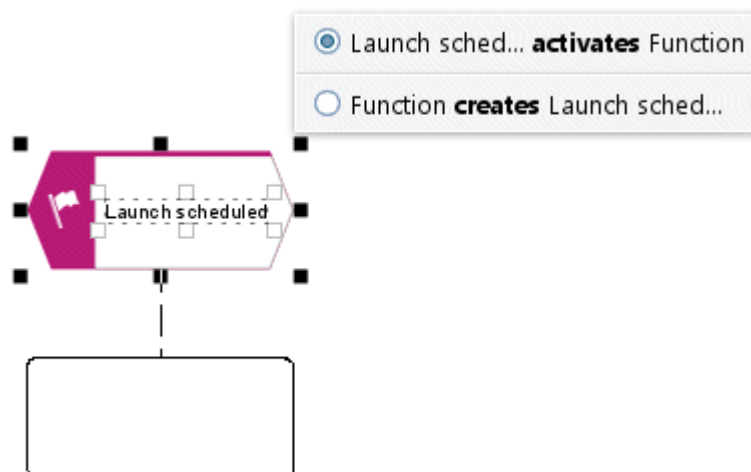 Launch sched... activates Function
Function creates Launch sched...
Launch scheduled